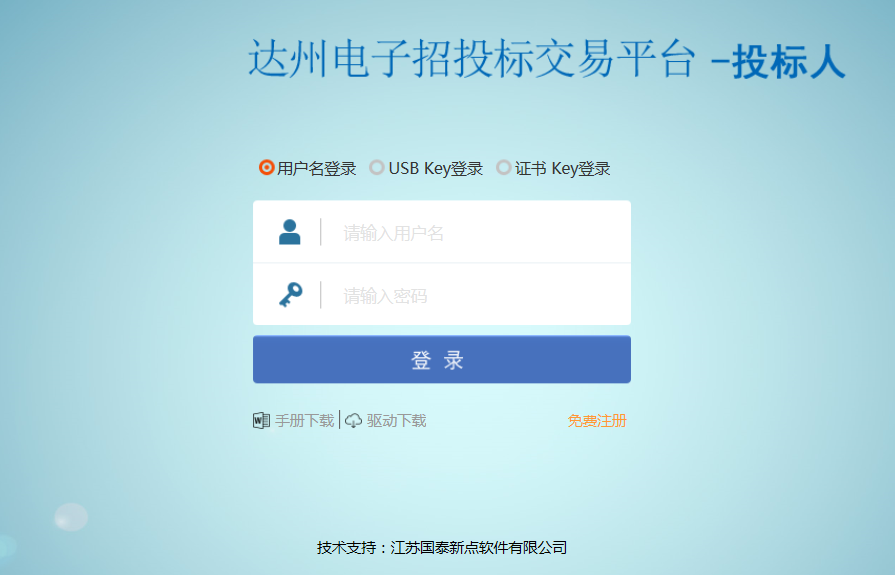 达州电子招投标交易平台 -投标人
用户名登录 USB Key登录 证书 Key登录
请输入用户名
请输入密码
登 录
手册下载 驱动下载 免费注册
技术支持：江苏国泰新点软件有限公司